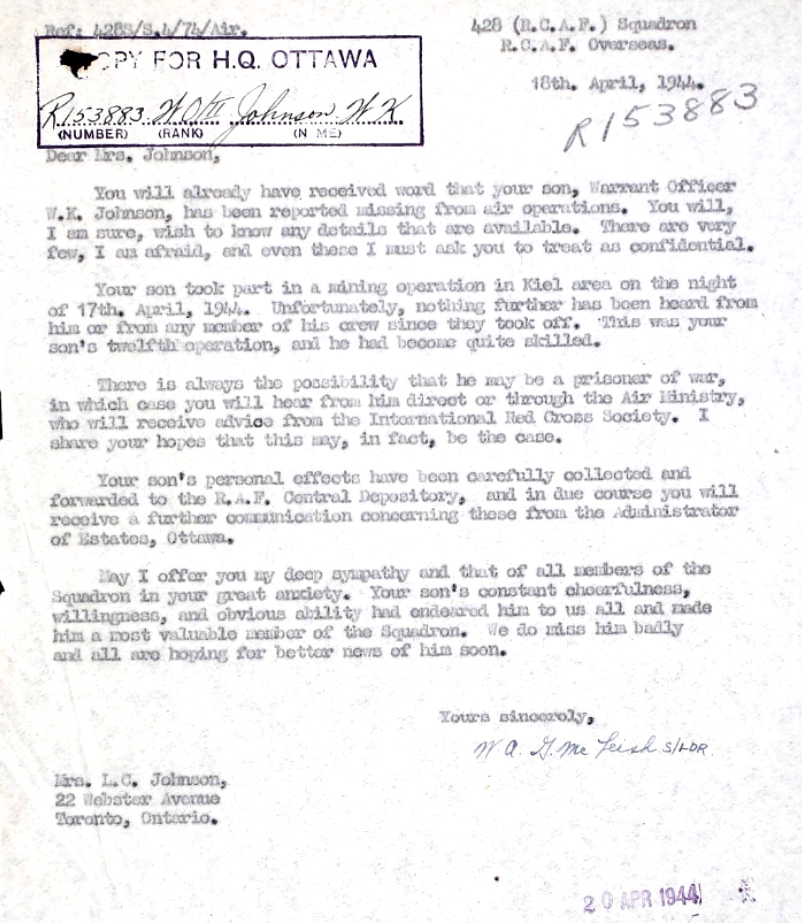 Ref: 428S/S.4/74/Air.
428 (R.C.A.F.) Squadron
R.C.A.F. Overseas.
18th. April, 1944.
COPY FOR H.Q. OTTAWA
R153883 WOII Johnson W K
(NUMBER) (RANK) (N ME)
R153883
Dear Mrs. Johnson,
You will already have received word that your son, Warrant Officer
W.K. Johnson, has been reported missing from air operations. You will,
I am sure, wish to know any details that are available. There are very
few, I am afraid, and even these I must ask you to treat as confidential.
Your son took part in a mining operation in Kiel area on the night
of 17th. April, 1944. Unfortunately, nothing further has been heard from
him or from any member of his crew since they took off. This was your
son's twelfth operation, and he had become quite skilled.
There is always the possibility that he may be a prisoner of war,
in which case you will hear from him direct or through the Air Ministry,
who will receive advice from the International Red Cross Society. I
share your hopes that this may, in fact, be the case.
Your son's personal effects have been carefully collected and
forwarded to the R.A.F. Central Depository, and in due course you will
receive a further communication concerning these from the Administrator
of Estates, Ottawa.
May I offer you my deep sympathy and that of all members of the
Squadron in your great anxiety. Your son's constant cheerfulness,
willingness, and obvious ability had endeared him to us all and made
him a most valuable member of the Squadron. We do miss him badly
and all are hoping for better news of him soon.
Yours sincerely,
W A. G. McLeish S/LDR.
Mrs. L.C. Johnson,
22 Webster Avenue
Toronto, Ontario.
20 APR 1944